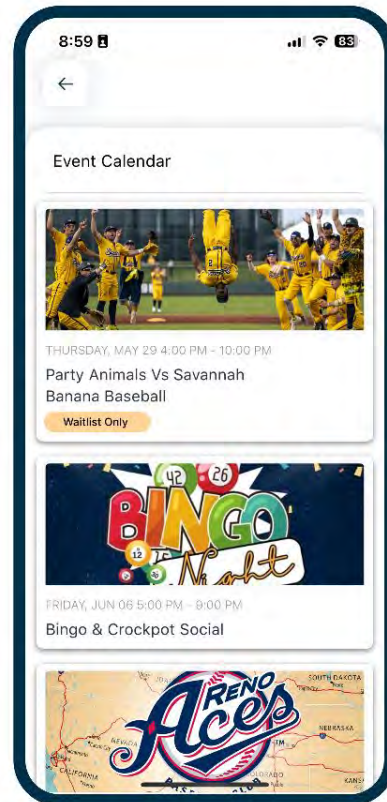 8:59
83
Event Calendar
THURSDAY, MAY 29 4:00 PM - 10:00 PM
Party Animals Vs Savannah
Banana Baseball
Waitlist Only
42 26
BINGO
12
Night
FRIDAY, JUN 06 5:00 PM - 9:00 PM
Bingo & Crockpot Social
SOUTH DAKOTA
RENO
Aces
NEBRASKA
NEVADA
CALIFORNIA
COLORADO